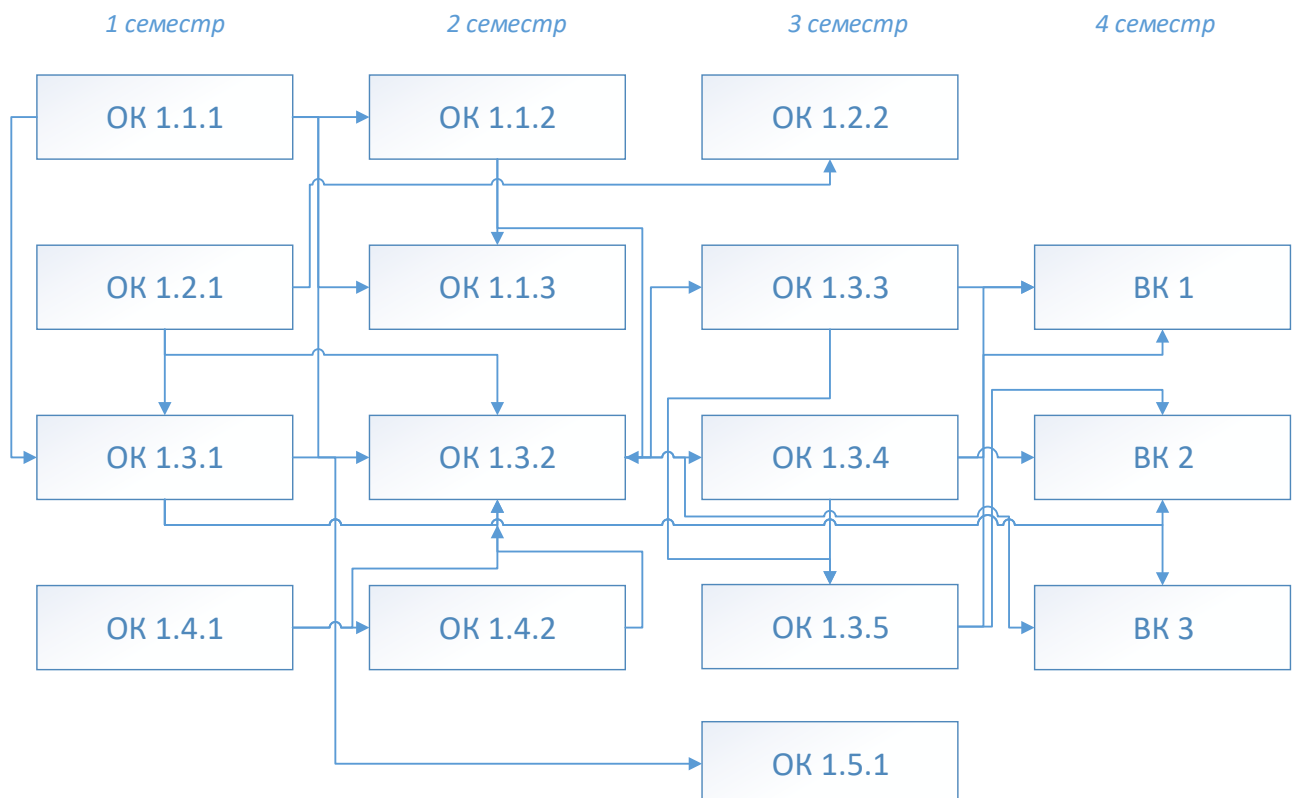 1 семестр 2 семестр 3 семестр 4 семестр
ОК 1.1.1 ОК 1.1.2 ОК 1.2.2
ОК 1.2.1 ОК 1.1.3 ОК 1.3.3 ВК 1
ОК 1.3.1 ОК 1.3.2 ОК 1.3.4 ВК 2
ОК 1.4.1 ОК 1.4.2 ОК 1.3.5 ВК 3
ОК 1.5.1